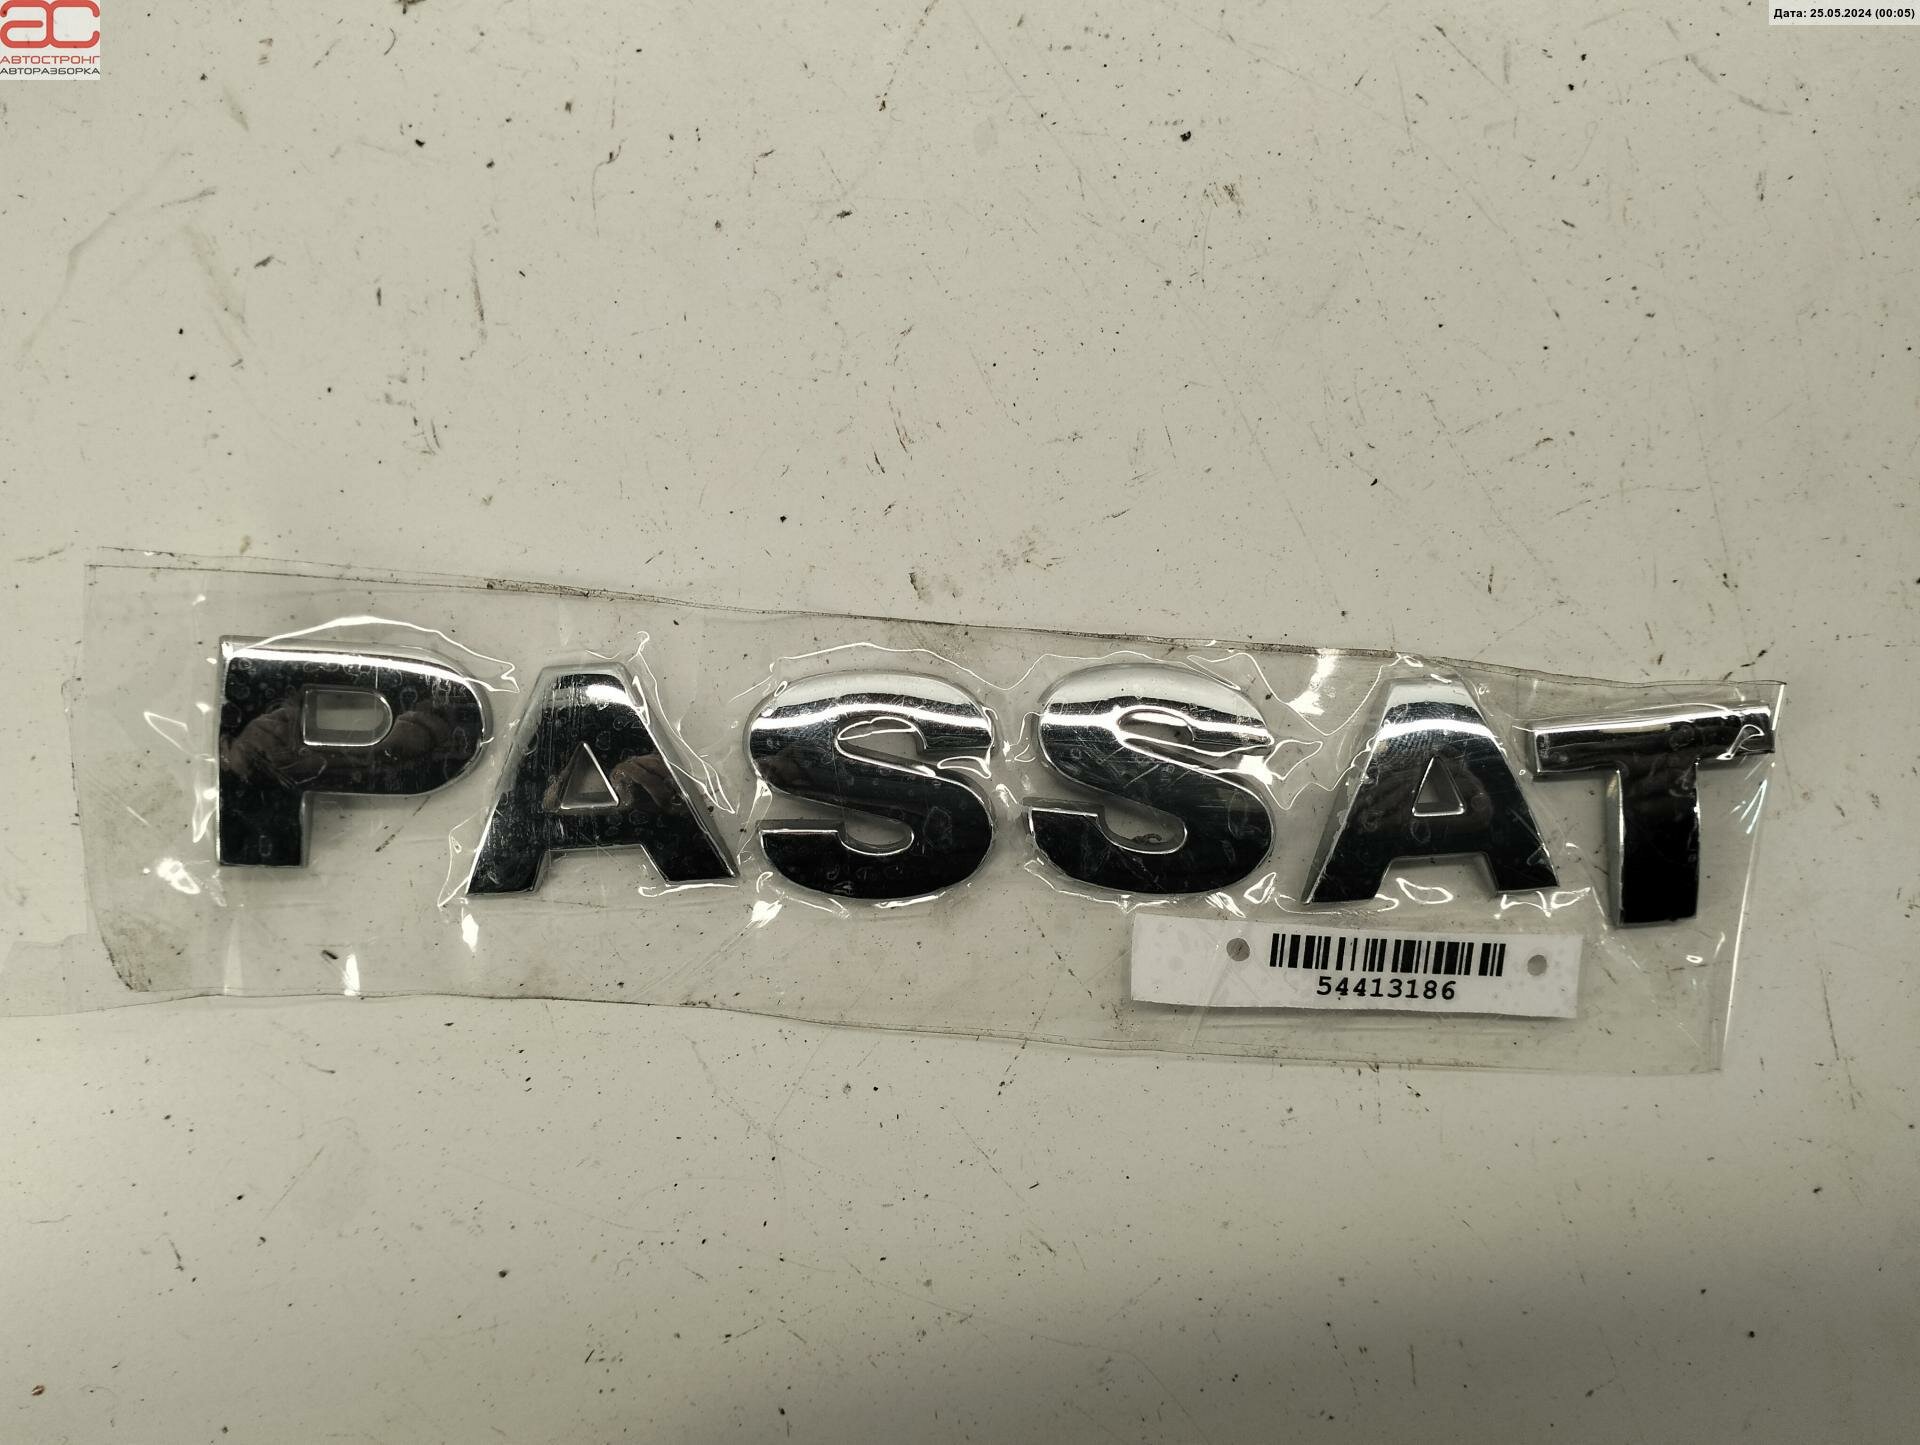 ac
АВТОСТРОНГ
АВТОРАЗБОРКА
Дата: 25.05.2024 (00:05)
PASSAT
54413186